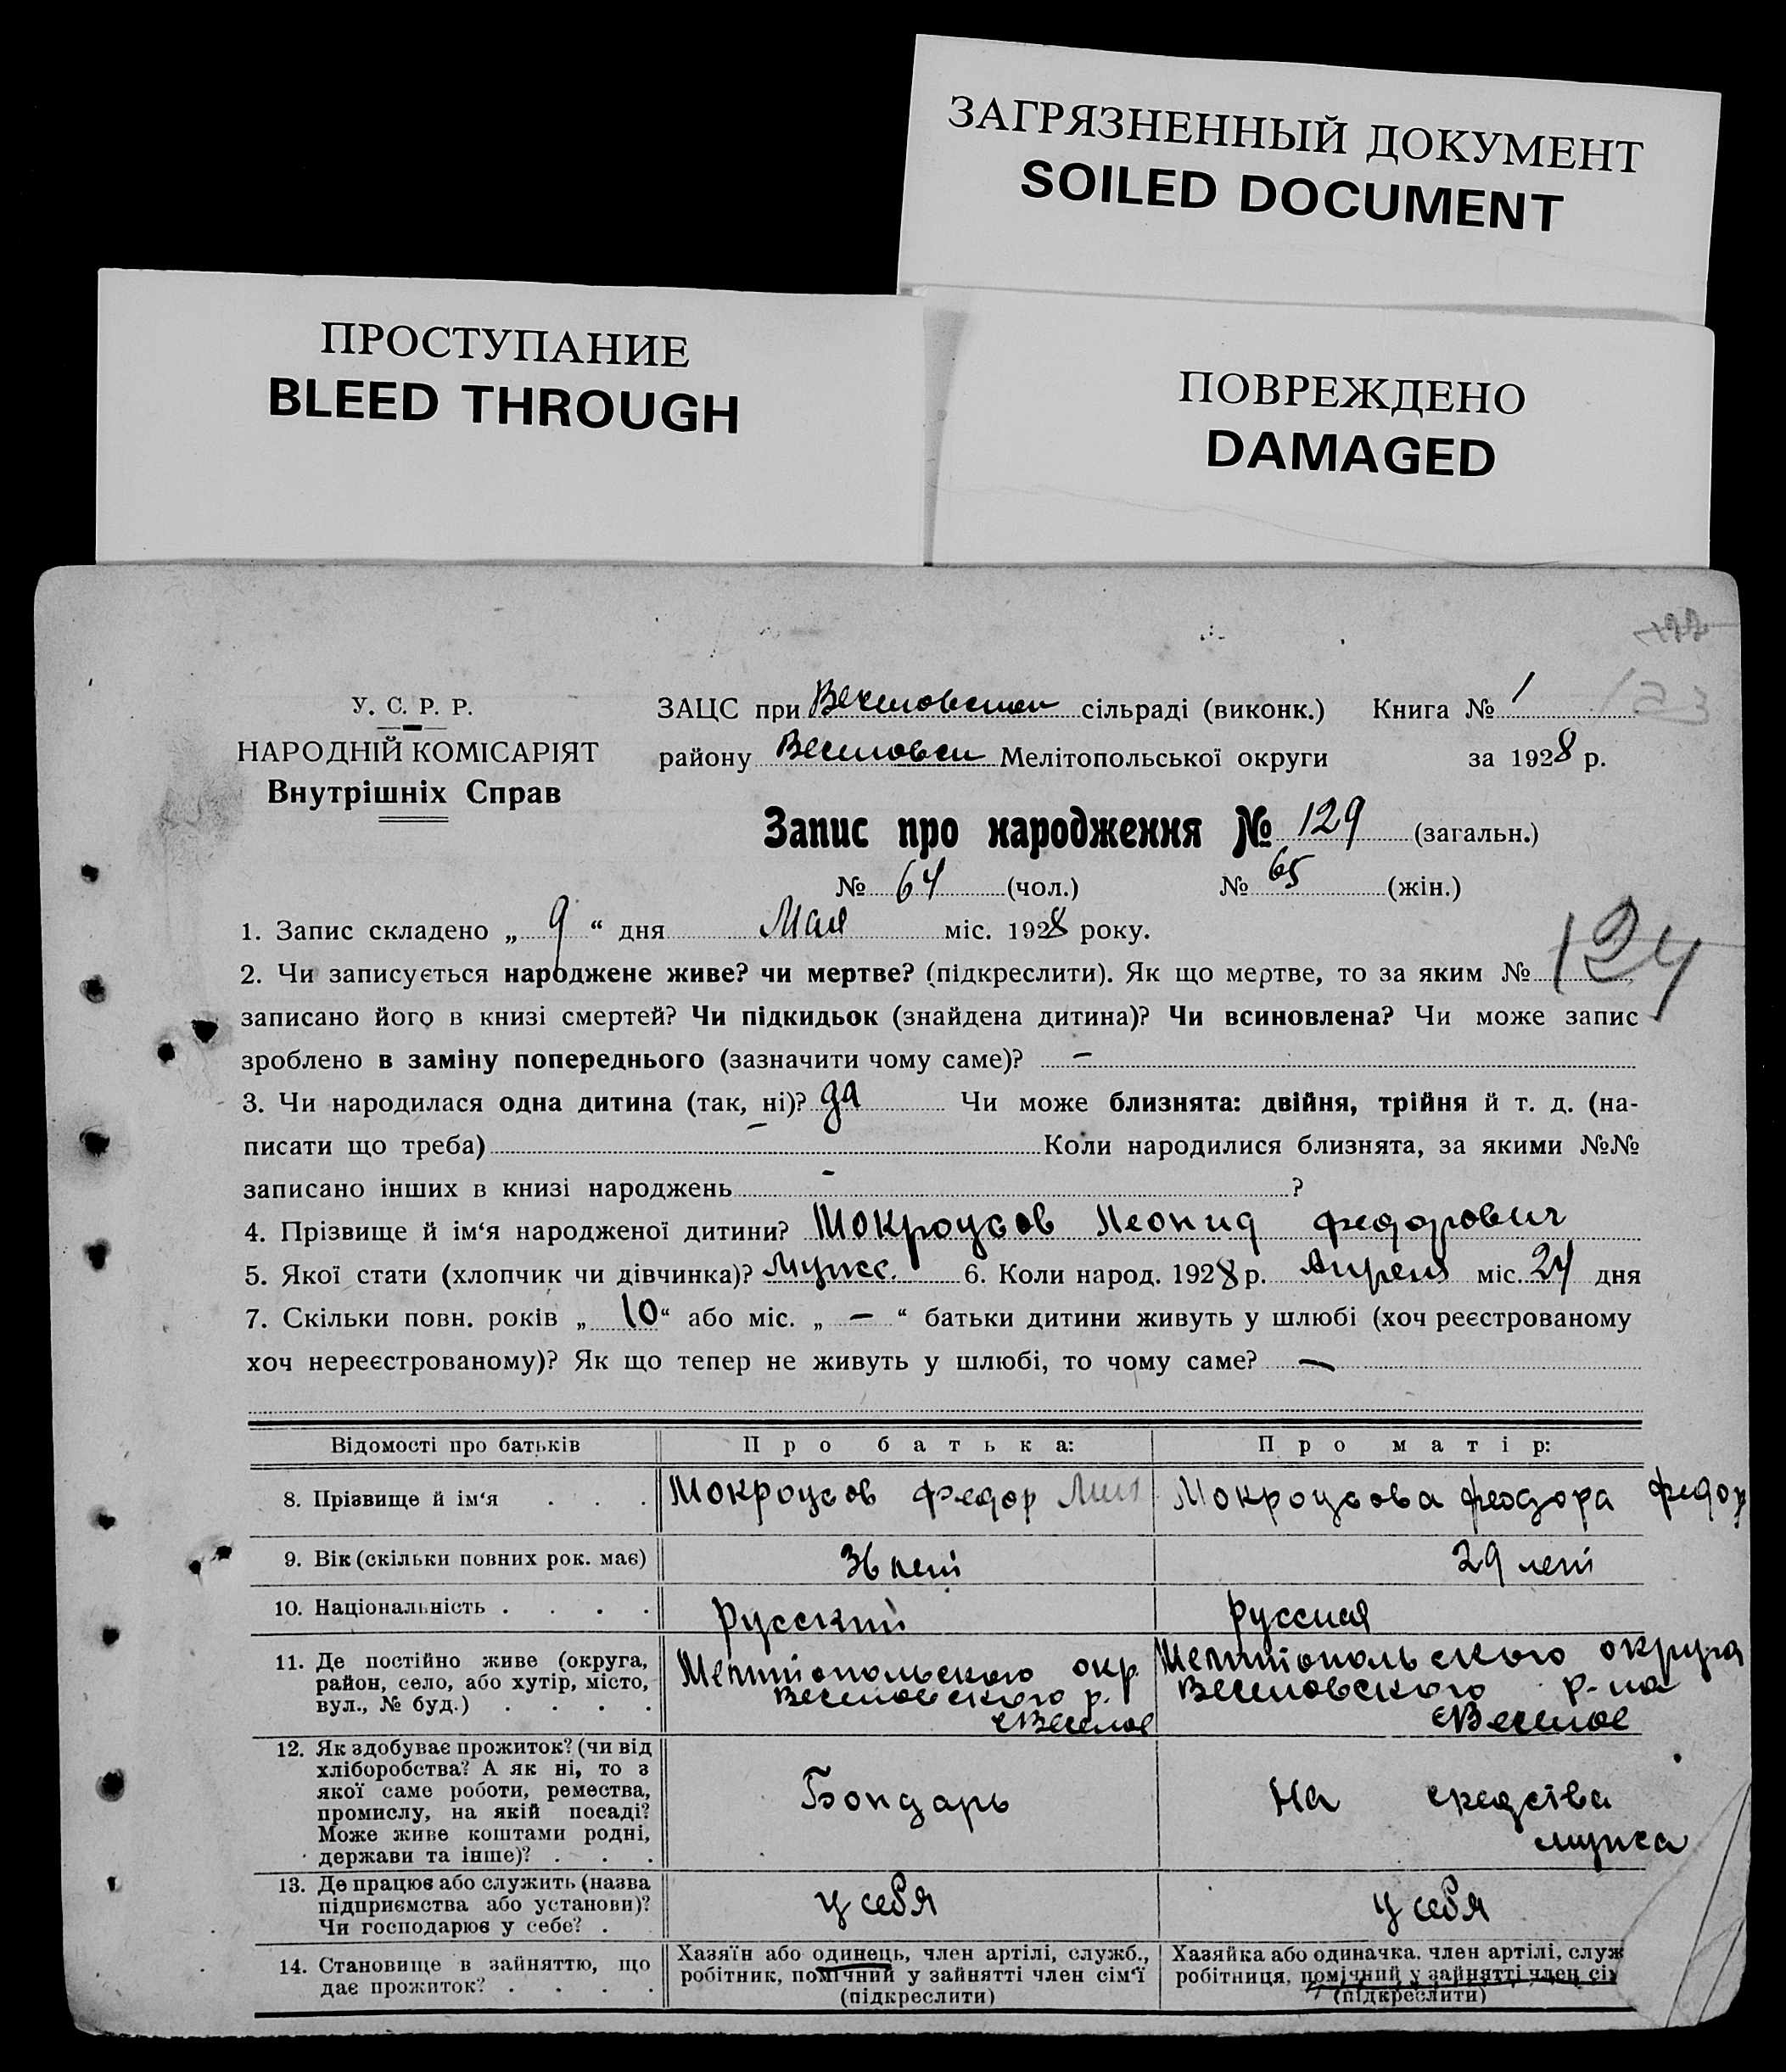 ЗАГРЯЗНЕННЫЙ ДОКУМЕНТ
SOILED DOCUMENT
ПРОСТУПАНИЕ
BLEED THROUGH
ПОВРЕЖДЕНО
DAMAGED
У. С. Р. Р.
НАРОДНІЙ КОМІСАРІЯТ
Внутрішніх Справ
123
ЗАЦС при сільраді (виконк.) Книга № 1
району Мелітопольської округи за 1928 р.
Запис про народження № 129 (загальн.)
№ 64 (чол.) № 65 (жін.)
1. Запис складено „ 9 “ дня Мая міс. 1928 року.
124
2. Чи записується народжене живе? чи мертве? (підкреслити). Як що мертве, то за яким №
записано його в книзі смертей? Чи підкидьок (знайдена дитина)? Чи всиновлена? Чи може запис
зроблено в заміну попереднього (зазначити чому саме)? –
3. Чи народилася одна дитина (так, ні)? да Чи може близнята: двійня, трійня й т. д. (на-
писати що треба) – Коли народилися близнята, за якими №№
записано інших в книзі народжень – ?
4. Прізвище й ім‘я народженої дитини? Мокроусов Леонид Федорович
5. Якої стати (хлопчик чи дівчинка)? Мужс. 6. Коли народ. 1928 р. Апреля міс. 24 дня
7. Скільки повн. років „ 10 “ або міс. „ – “ батьки дитини живуть у шлюбі (хоч реєстрованому
хоч нереєстрованому)? Як що тепер не живуть у шлюбі, то чому саме? –
Відомості про батьків
Про батька:
Про матір:
8. Прізвище й ім‘я . . .
Мокроусов Федор
Мокроусова Феодора Федор
9. Вік (скільки повних рок. має)
36 лет
29 лет
10. Національність . . . .
русский
русская
11. Де постійно живе (округа,
район, село, або хутір, місто,
вул., № буд.) . . . .
Мелитопольского окр.
Веселовского р.
с Веселое
Мелитопольского округа
Веселовского р-на
с Веселое
12. Як здобуває прожиток? (чи від
хліборобства? А як ні, то з
якої саме роботи, ремества,
промислу, на якій посаді?
Може живе коштами родні,
держави та інше)? . . .
Бондарь
На средства
мужа
13. Де працює або служить (назва
підприємства або установи)?
Чи господарює у себе? .
у себя
у себя
14. Становище в зайняттю, що
дає прожиток? . . . .
Хазяїн або одинець, член артілі, служб.,
робітник, помічний у зайнятті член сім‘ї
(підкреслити)
Хазяйка або одиначка, член артілі, служ
робітниця, помічний у зайнятті член сі
(підкреслити)